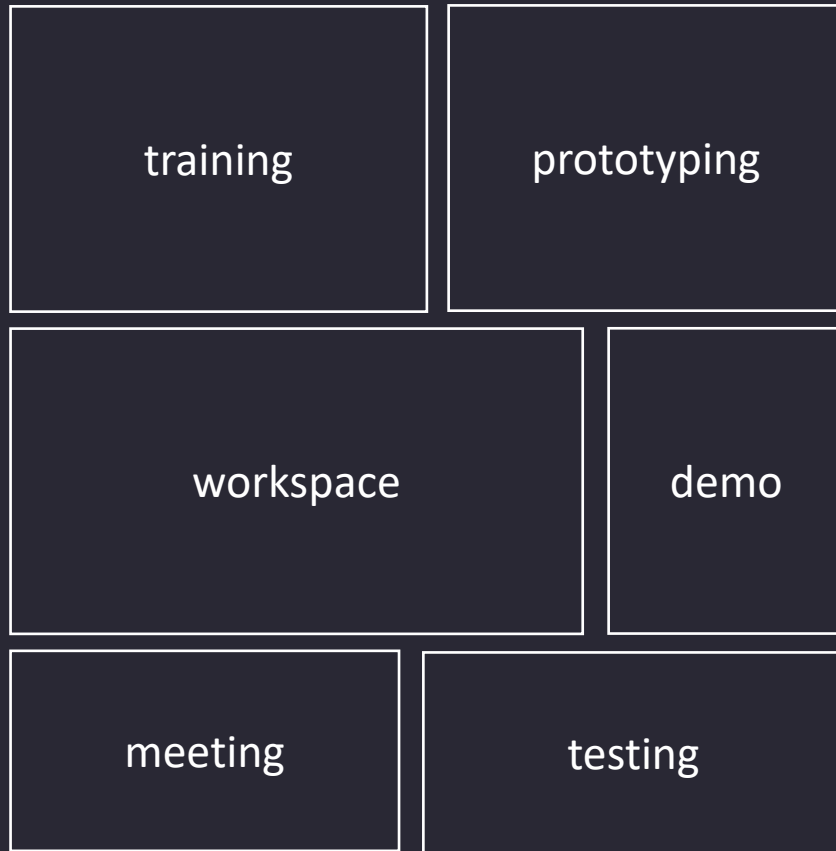 training
prototyping
workspace
demo
meeting
testing